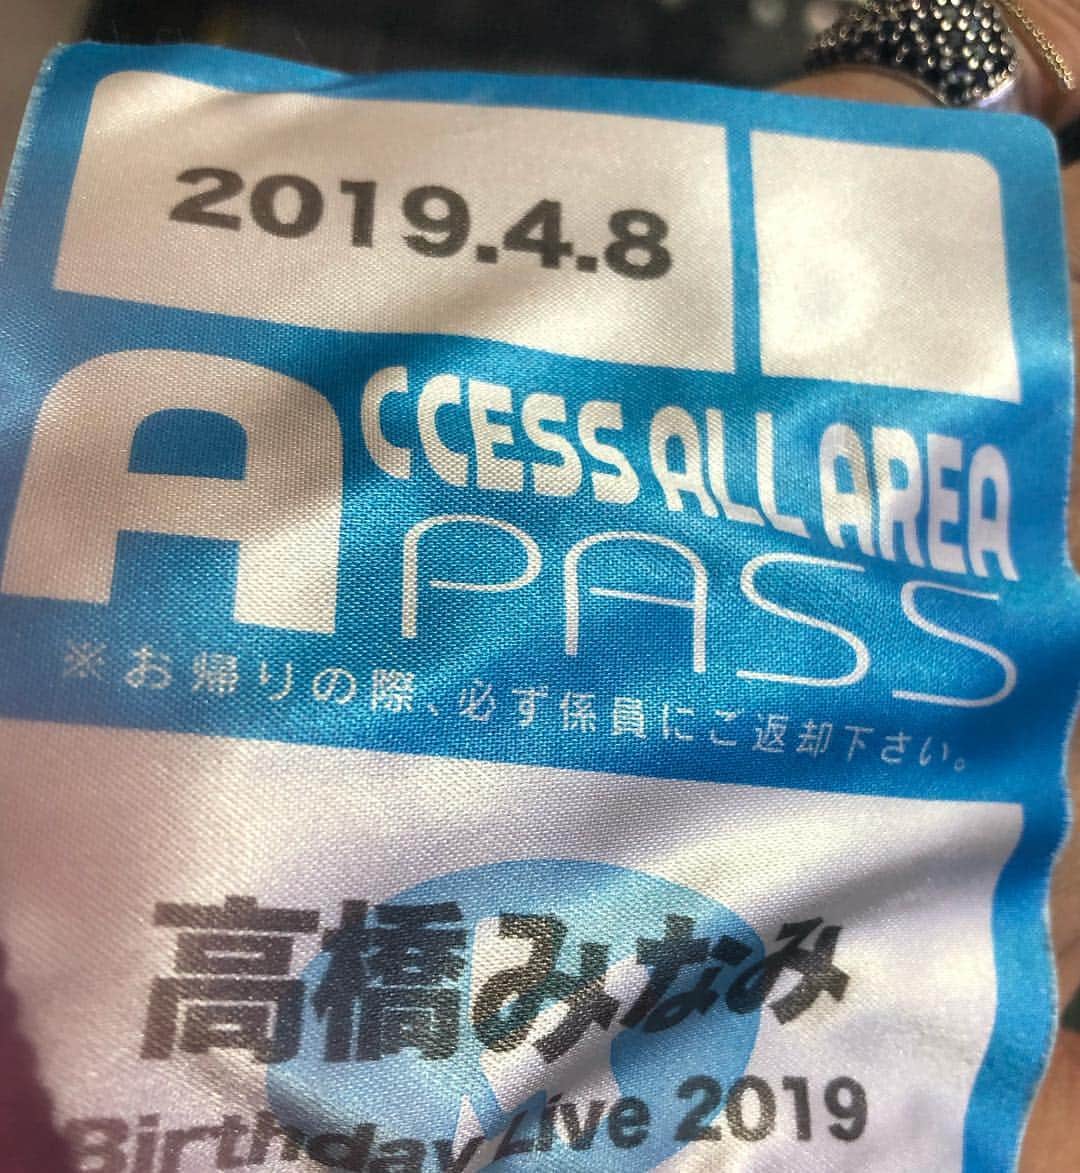 2019.4.8
ACCESS ALL AREA
PASS
※お帰りの際、必ず係員にご返却下さい。
高橋みなみ
Birthday Live 2019